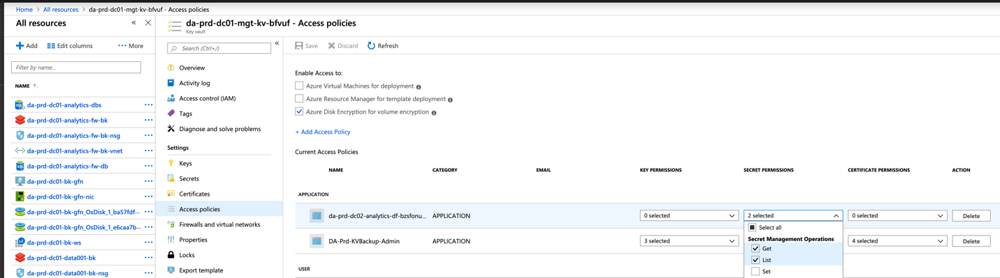 Home > All resources > da-prd-dc01-mgt-kv-bfvuf - Access policies
All resources
Add Edit columns ··· More
Filter by name...
NAME
da-prd-dc01-analytics-dbs
da-prd-dc01-analytics-fw-bk
da-prd-dc01-analytics-fw-bk-nsg
da-prd-dc01-analytics-fw-bk-vnet
da-prd-dc01-analytics-fw-db
da-prd-dc01-bk-gfn
da-prd-dc01-bk-gfn-nic
da-prd-dc01-bk-gfn_OsDisk_1_ba57fdf···
da-prd-dc01-bk-gfn_OsDisk_1_e6caa7b···
da-prd-dc01-bk-ws
da-prd-dc01-data001-bk
da-prd-dc01-data001-bk-nsg
da-prd-dc01-mgt-kv-bfvuf - Access policies
Key vault
Search (Ctrl+/)
Overview
Activity log
Access control (IAM)
Tags
Diagnose and solve problems
Settings
Keys
Secrets
Certificates
Access policies
Firewalls and virtual networks
Properties
Locks
Export template
Save Discard Refresh
Enable Access to:
Azure Virtual Machines for deployment
Azure Resource Manager for template deployment
Azure Disk Encryption for volume encryption
+ Add Access Policy
Current Access Policies
NAME CATEGORY EMAIL KEY PERMISSIONS SECRET PERMISSIONS CERTIFICATE PERMISSIONS ACTION
APPLICATION
da-prd-dc02-analytics-df-bzsfonu... APPLICATION 0 selected 2 selected 0 selected Delete
Select all
Secret Management Operations
DA-Prd-KVBackup-Admin APPLICATION 3 selected 4 selected Delete
Get
List
Set
USER